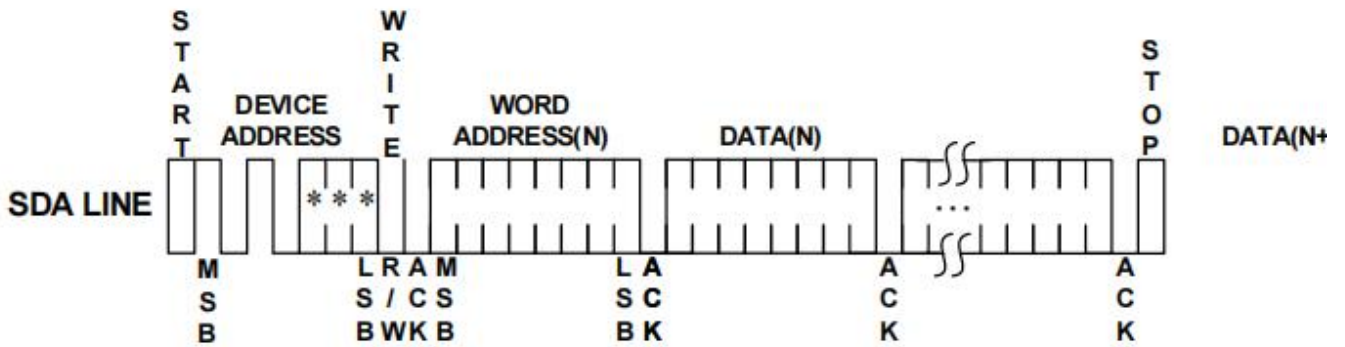 START
WRITE
STOP
DEVICE
ADDRESS
WORD
ADDRESS(N)
DATA(N)
DATA(N+
SDA LINE
* * *
...
MSB
LSB
R/W
ACK
MSB
LSB
ACK
ACK
ACK